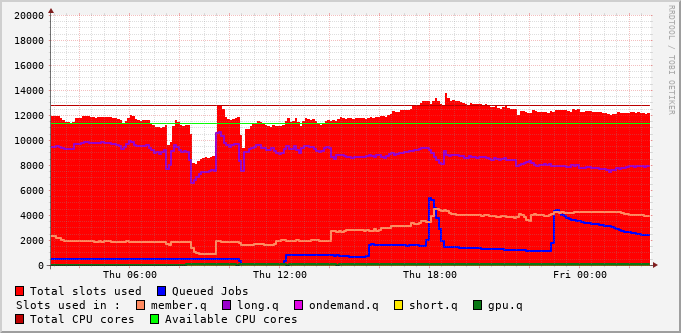 20000
18000
16000
14000
12000
10000
8000
6000
4000
2000
0
Thu 06:00 Thu 12:00 Thu 18:00 Fri 00:00
RRDTOOL / TOBI OETIKER
Total slots used Queued Jobs
Slots used in : member.q long.q ondemand.q short.q gpu.q
Total CPU cores Available CPU cores